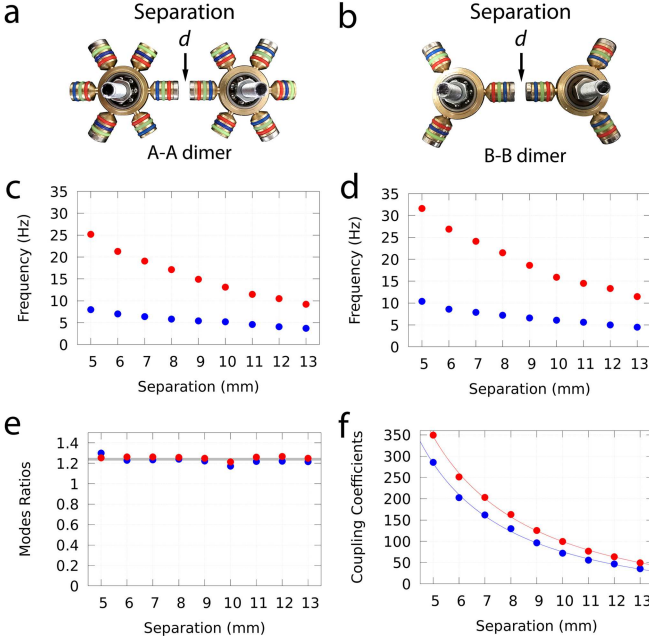 a
Separation
d
A-A dimer
b
Separation
d
B-B dimer
c
Frequency (Hz)
35
30
25
20
15
10
5
0
5 6 7 8 9 10 11 12 13
Separation (mm)
d
Frequency (Hz)
35
30
25
20
15
10
5
0
5 6 7 8 9 10 11 12 13
Separation (mm)
e
Modes Ratios
1.4
1.2
1
0.8
0.6
0.4
0.2
0
5 6 7 8 9 10 11 12 13
Separation (mm)
f
Coupling Coefficients
350
300
250
200
150
100
50
0
5 6 7 8 9 10 11 12 13
Separation (mm)